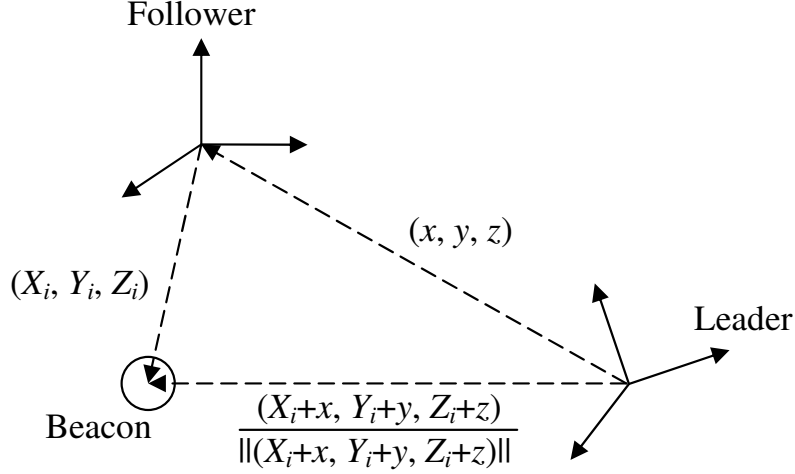 Follower
(x, y, z)
(Xi, Yi, Zi)
Leader
Beacon
(Xi+x, Yi+y, Zi+z)
||(Xi+x, Yi+y, Zi+z)||